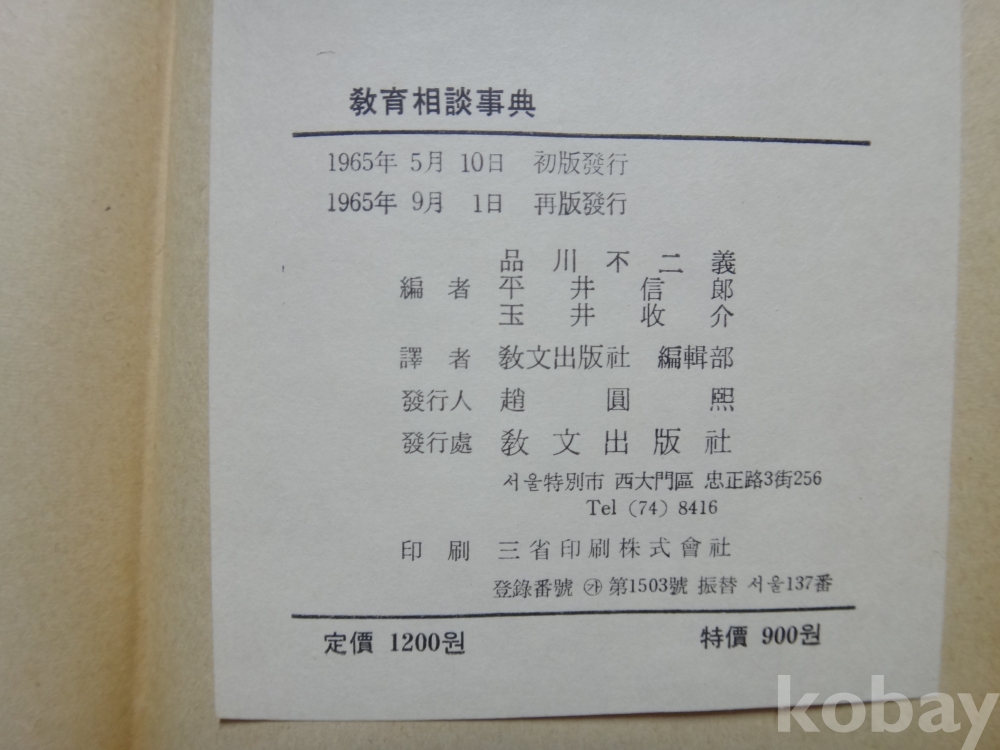 敎育相談事典
1965年 5月 10日 初版發行
1965年 9月 1日 再版發行
品川不二義
編者 平井信郞
玉井收介
譯者 敎文出版社 編輯部
發行人 趙圓熙
發行處 敎文出版社
서울特別市 西大門區 忠正路3街256
Tel (74) 8416
印刷 三省印刷株式會社
登錄番號 ㉮ 第1503號 振替 서울137番
定價 1200원 特價 900원
kobay